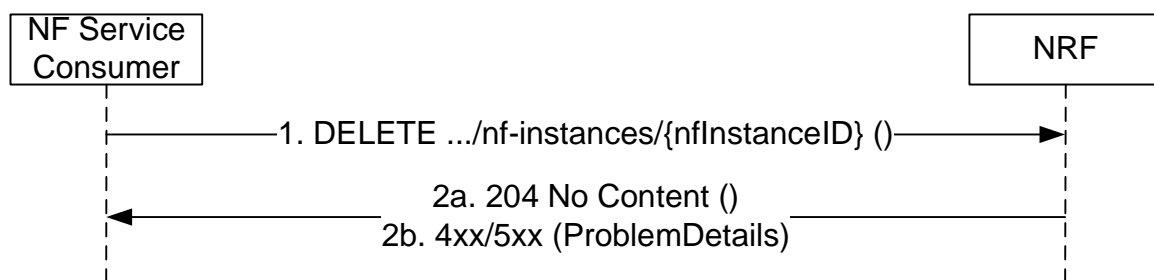 NF Service
Consumer
NRF
1. DELETE .../nf-instances/{nfInstanceID} ()
2a. 204 No Content ()
2b. 4xx/5xx (ProblemDetails)